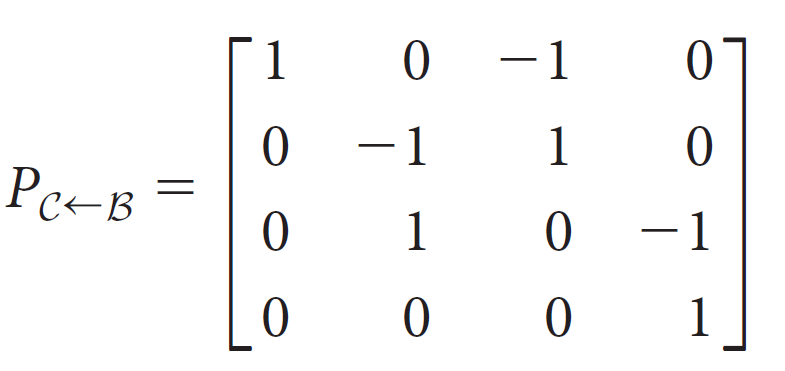 1 0 −1 0
0 −1 1 0
P_{𝒞←ℬ} =
0 1 0 −1
0 0 0 1